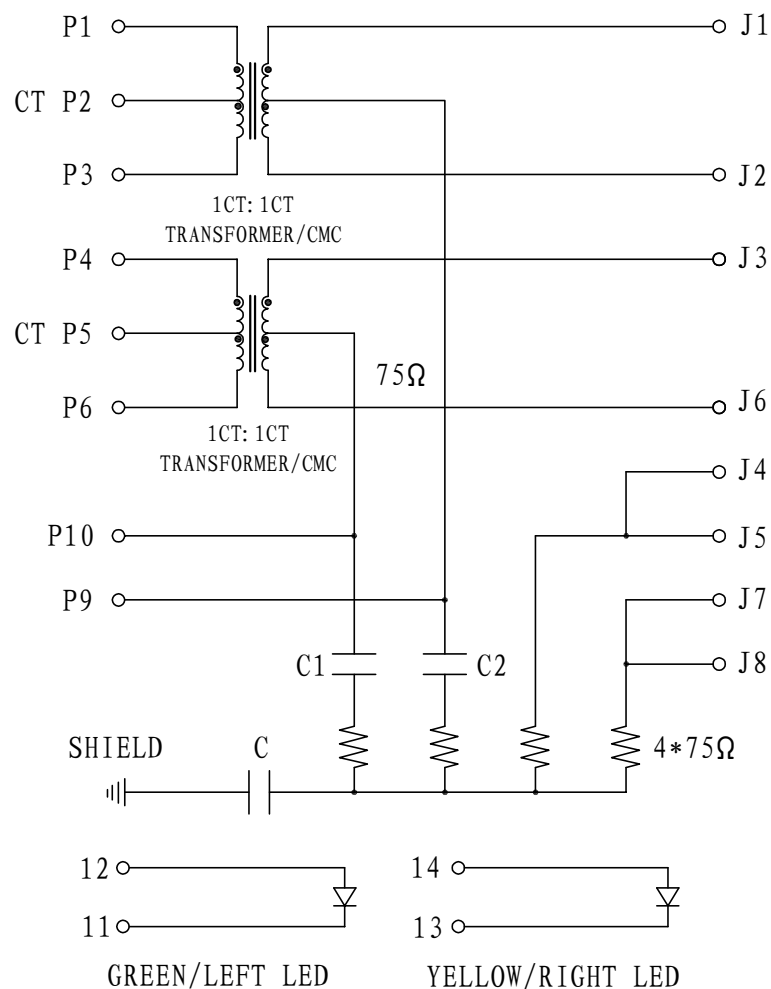 P1
J1
CT P2
P3
J2
1CT: 1CT
TRANSFORMER/CMC
P4
J3
CT P5
75Ω
P6
J6
1CT: 1CT
TRANSFORMER/CMC
J4
P10
J5
P9
J7
C1
C2
J8
SHIELD
C
4*75Ω
12
14
11
13
GREEN/LEFT LED
YELLOW/RIGHT LED